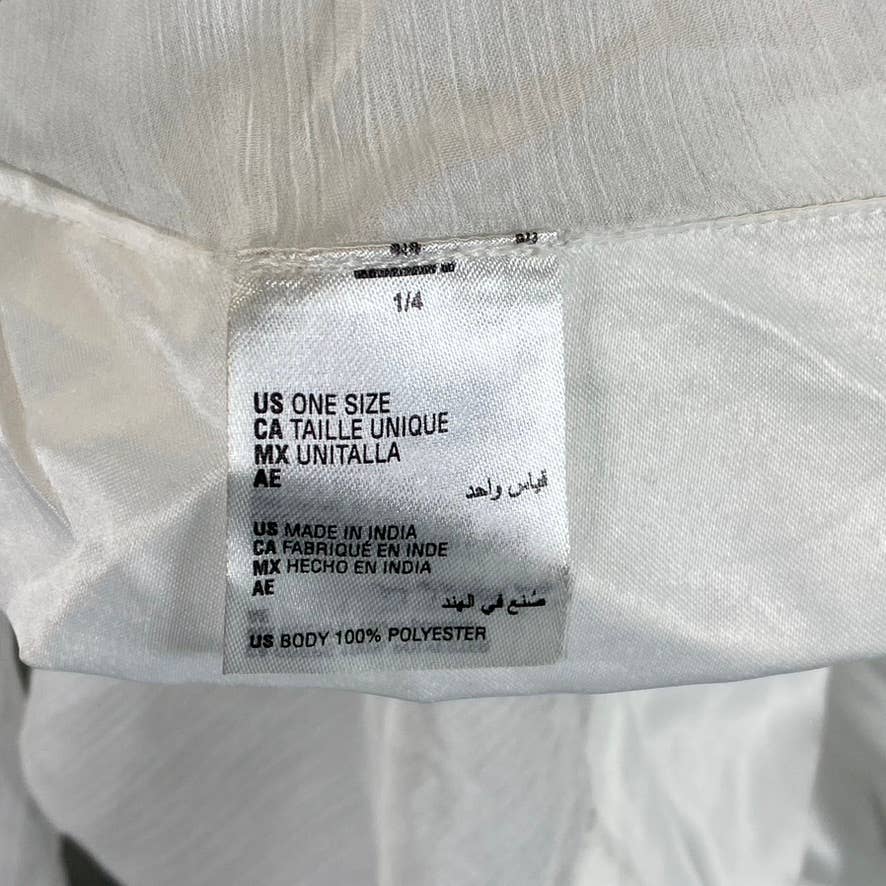 1/4
US ONE SIZE
CA TAILLE UNIQUE
MX UNITALLA
AE
قياس واحد
US MADE IN INDIA
CA FABRIQUÉ EN INDE
MX HECHO EN INDIA
AE
صُنع في الهند
US BODY 100% POLYESTER